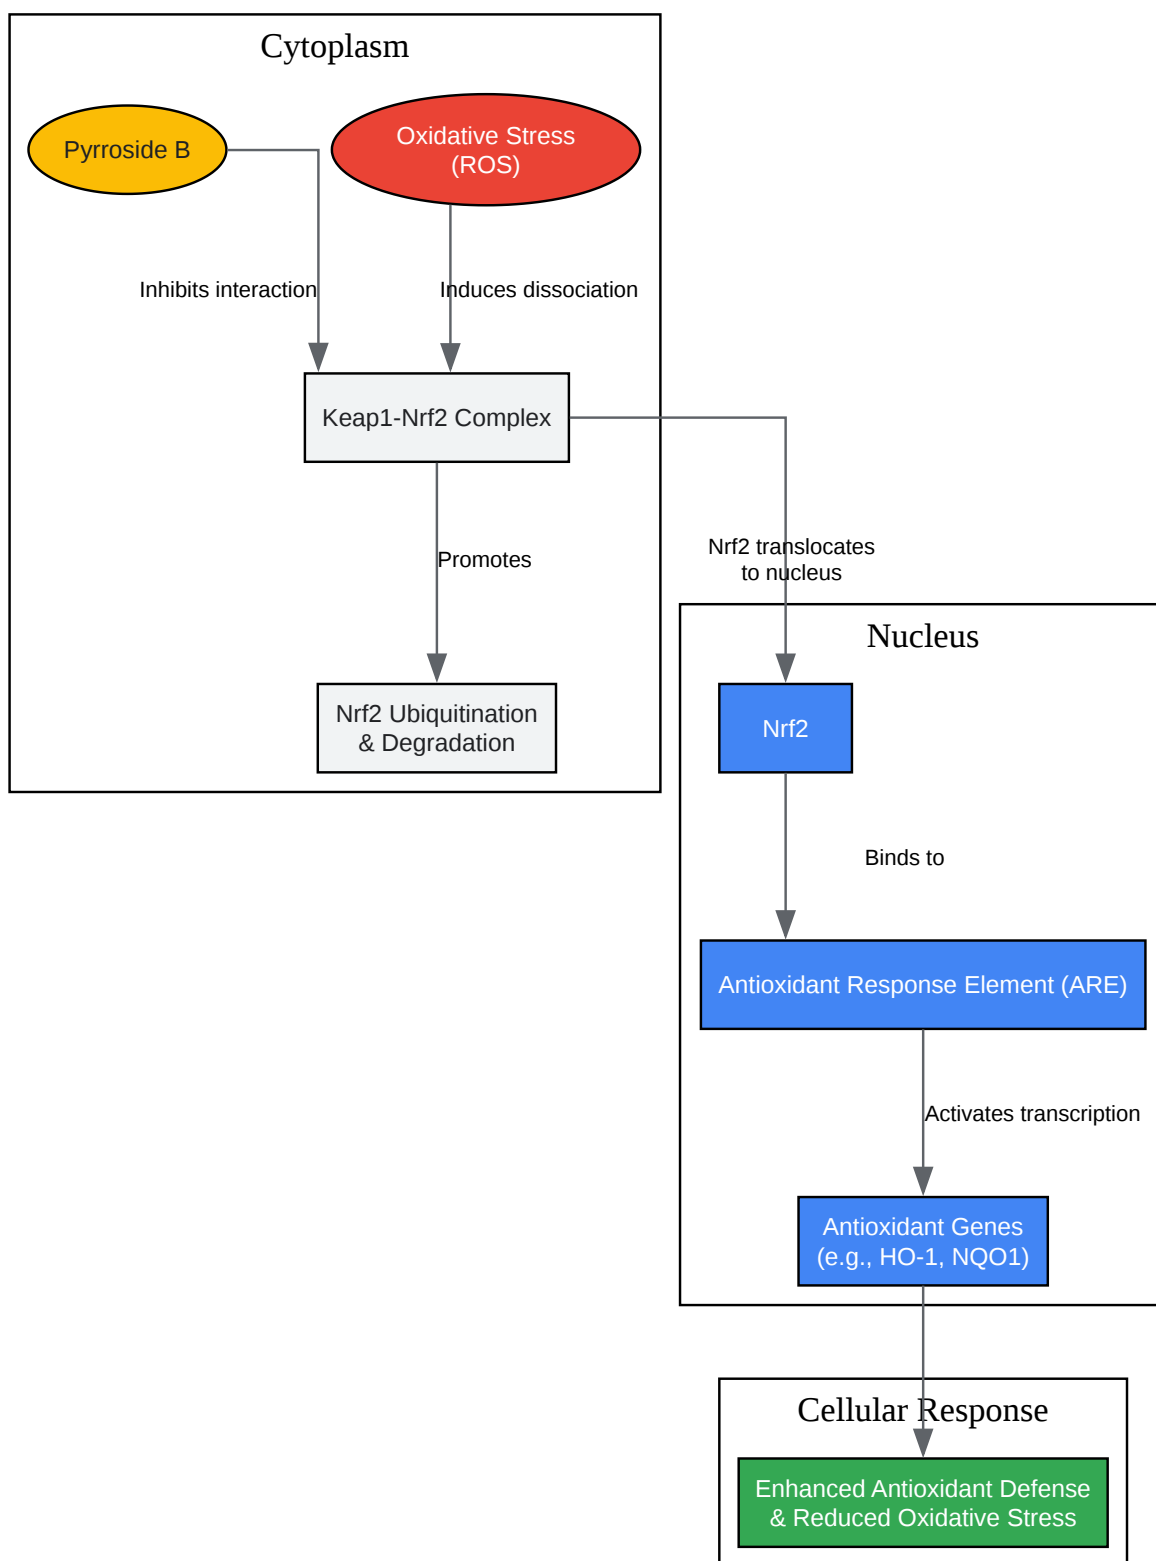 Cytoplasm
Pyrroside B
Oxidative Stress
(ROS)
Inhibits interaction
Induces dissociation
Keap1-Nrf2 Complex
Promotes
Nrf2 translocates
to nucleus
Nrf2 Ubiquitination
& Degradation
Nucleus
Nrf2
Binds to
Antioxidant Response Element (ARE)
Activates transcription
Antioxidant Genes
(e.g., HO-1, NQO1)
Cellular Response
Enhanced Antioxidant Defense
& Reduced Oxidative Stress